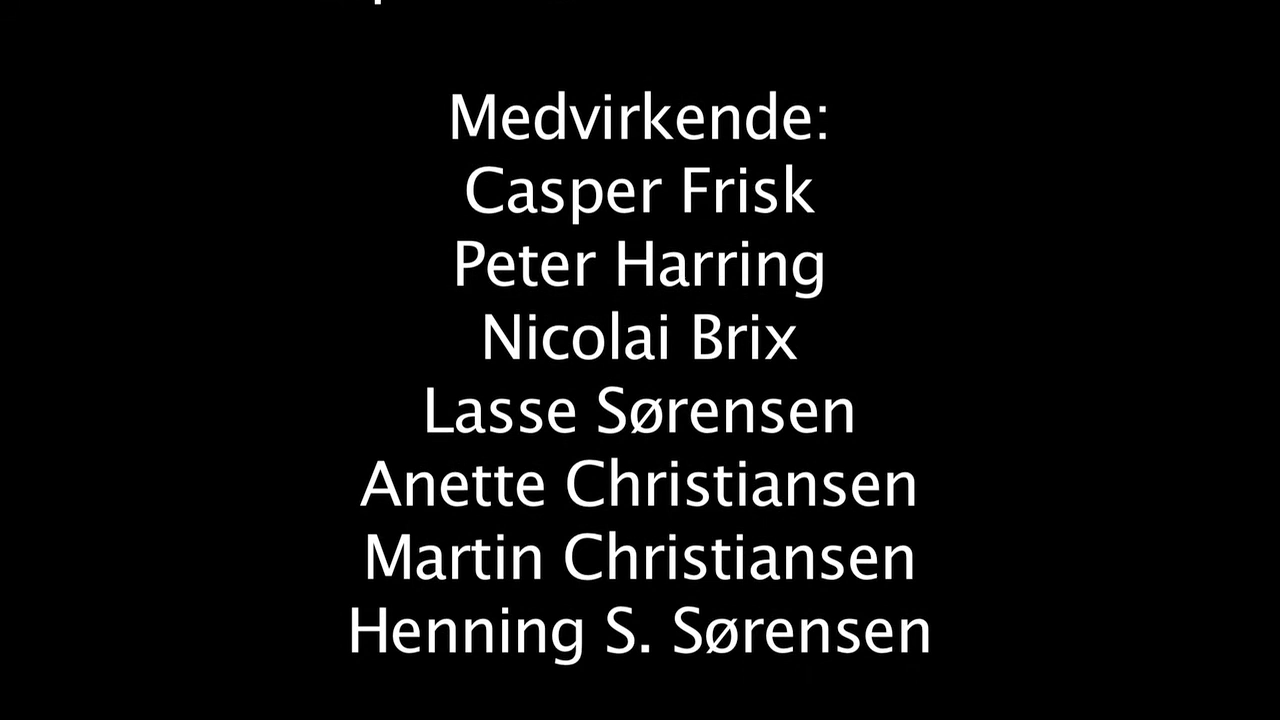 Medvirkende:
Casper Frisk
Peter Harring
Nicolai Brix
Lasse Sørensen
Anette Christiansen
Martin Christiansen
Henning S. Sørensen